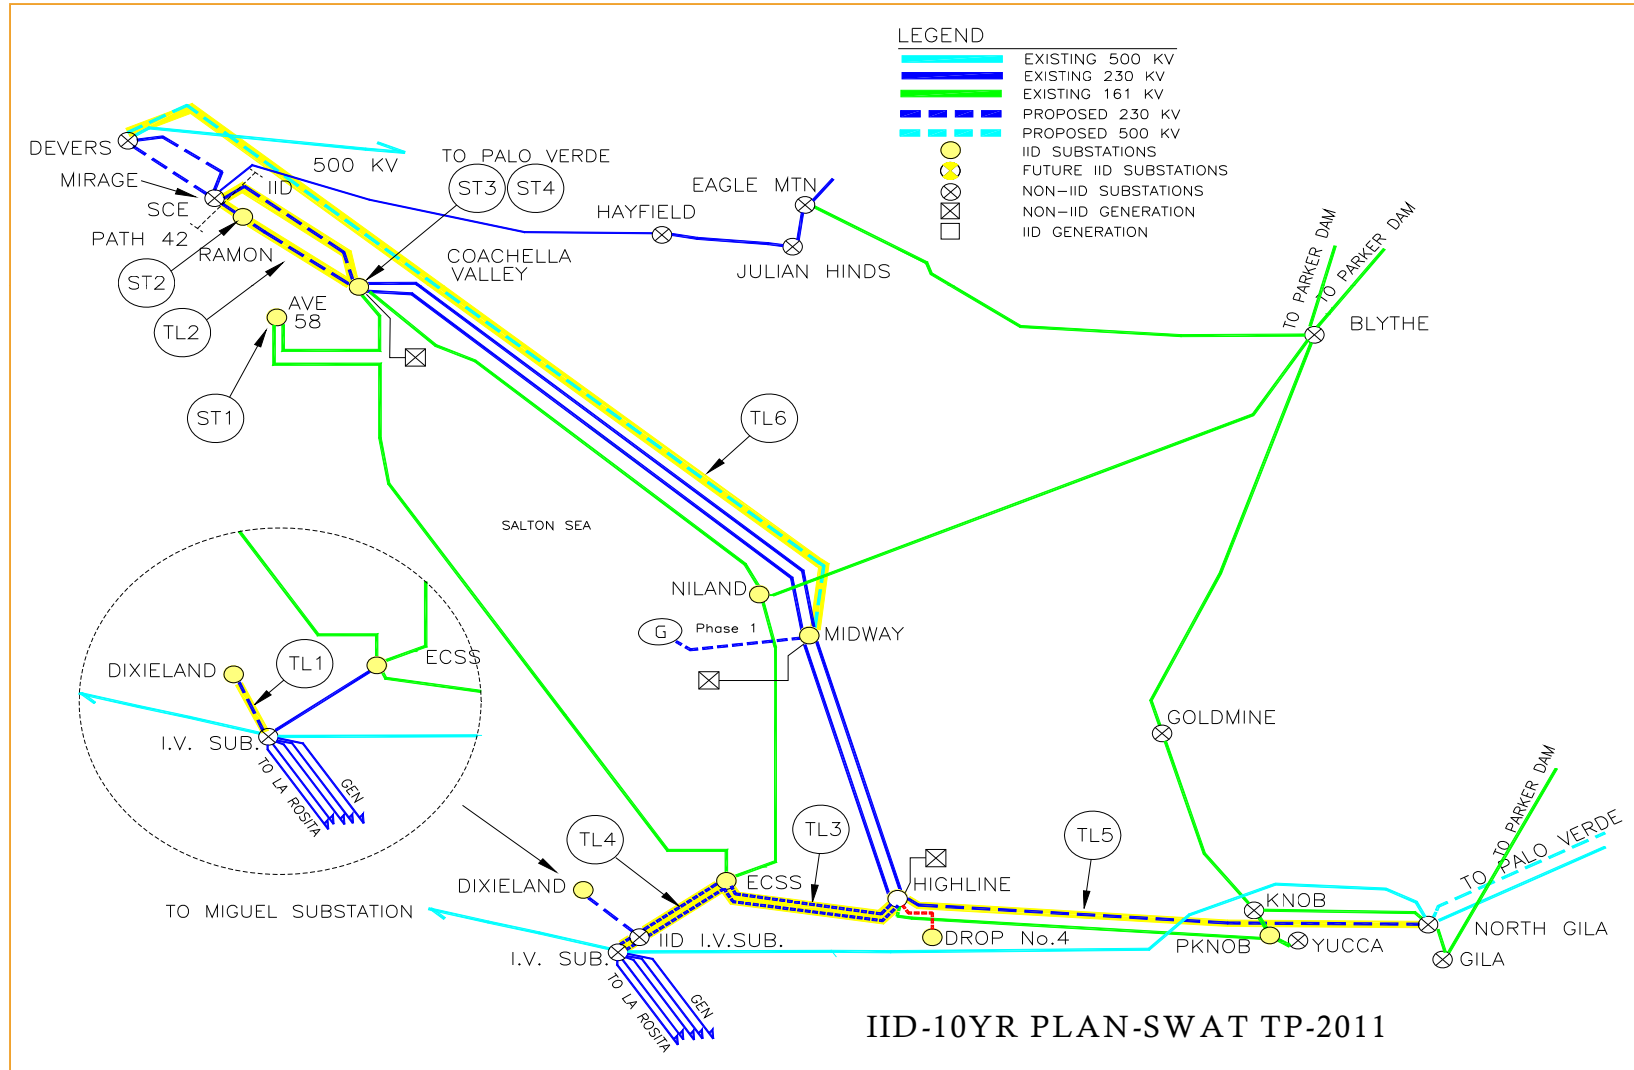 LEGEND
EXISTING 500 KV
EXISTING 230 KV
EXISTING 161 KV
PROPOSED 230 KV
PROPOSED 500 KV
IID SUBSTATIONS
FUTURE IID SUBSTATIONS
NON-IID SUBSTATIONS
NON-IID GENERATION
IID GENERATION
DEVERS
500 KV
TO PALO VERDE
MIRAGE
IID
ST3
ST4
EAGLE MTN
SCE
HAYFIELD
PATH 42
RAMON
COACHELLA
VALLEY
JULIAN HINDS
TO PARKER DAM
TO PARKER DAM
ST2
AVE
58
TL2
BLYTHE
ST1
TL6
SALTON SEA
NILAND
G
Phase 1
MIDWAY
DIXIELAND
TL1
ECSS
I.V. SUB.
TO LA ROSITA
GEN
GOLDMINE
TO PARKER DAM
TL4
TL3
TL5
TO PALO VERDE
DIXIELAND
ECSS
HIGHLINE
KNOB
TO MIGUEL SUBSTATION
IID I.V.SUB.
DROP No.4
PKNOB
YUCCA
NORTH GILA
I.V. SUB.
GILA
TO LA ROSITA
GEN
IID-10YR PLAN-SWAT TP-2011